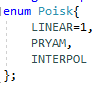 enum Poisk{
LINEAR=1,
PRYAM,
INTERPOL
};